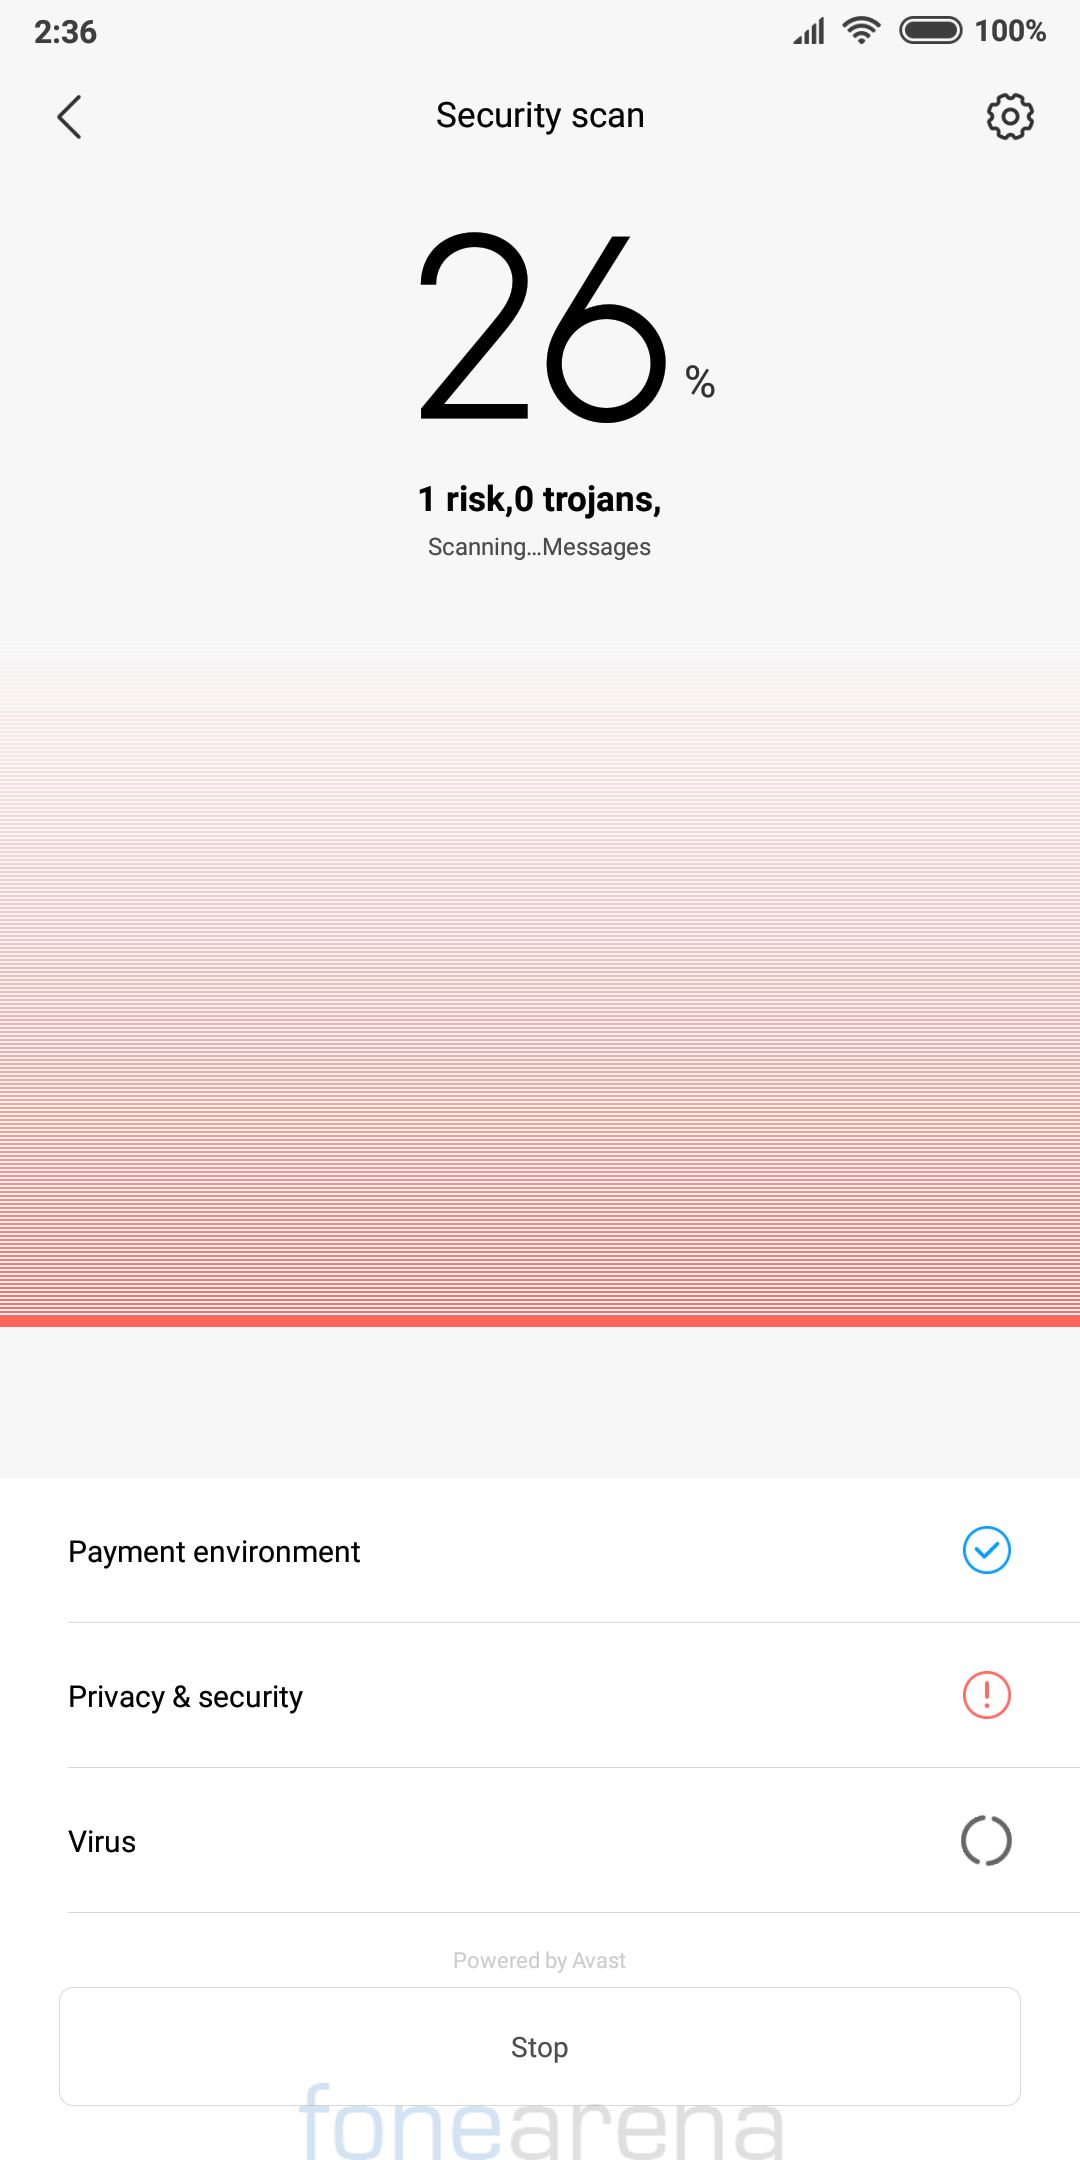 2:36 100%
Security scan
26 %
1 risk,0 trojans,
Scanning...Messages
Payment environment
Privacy & security
Virus
Powered by Avast
Stop
fonearena